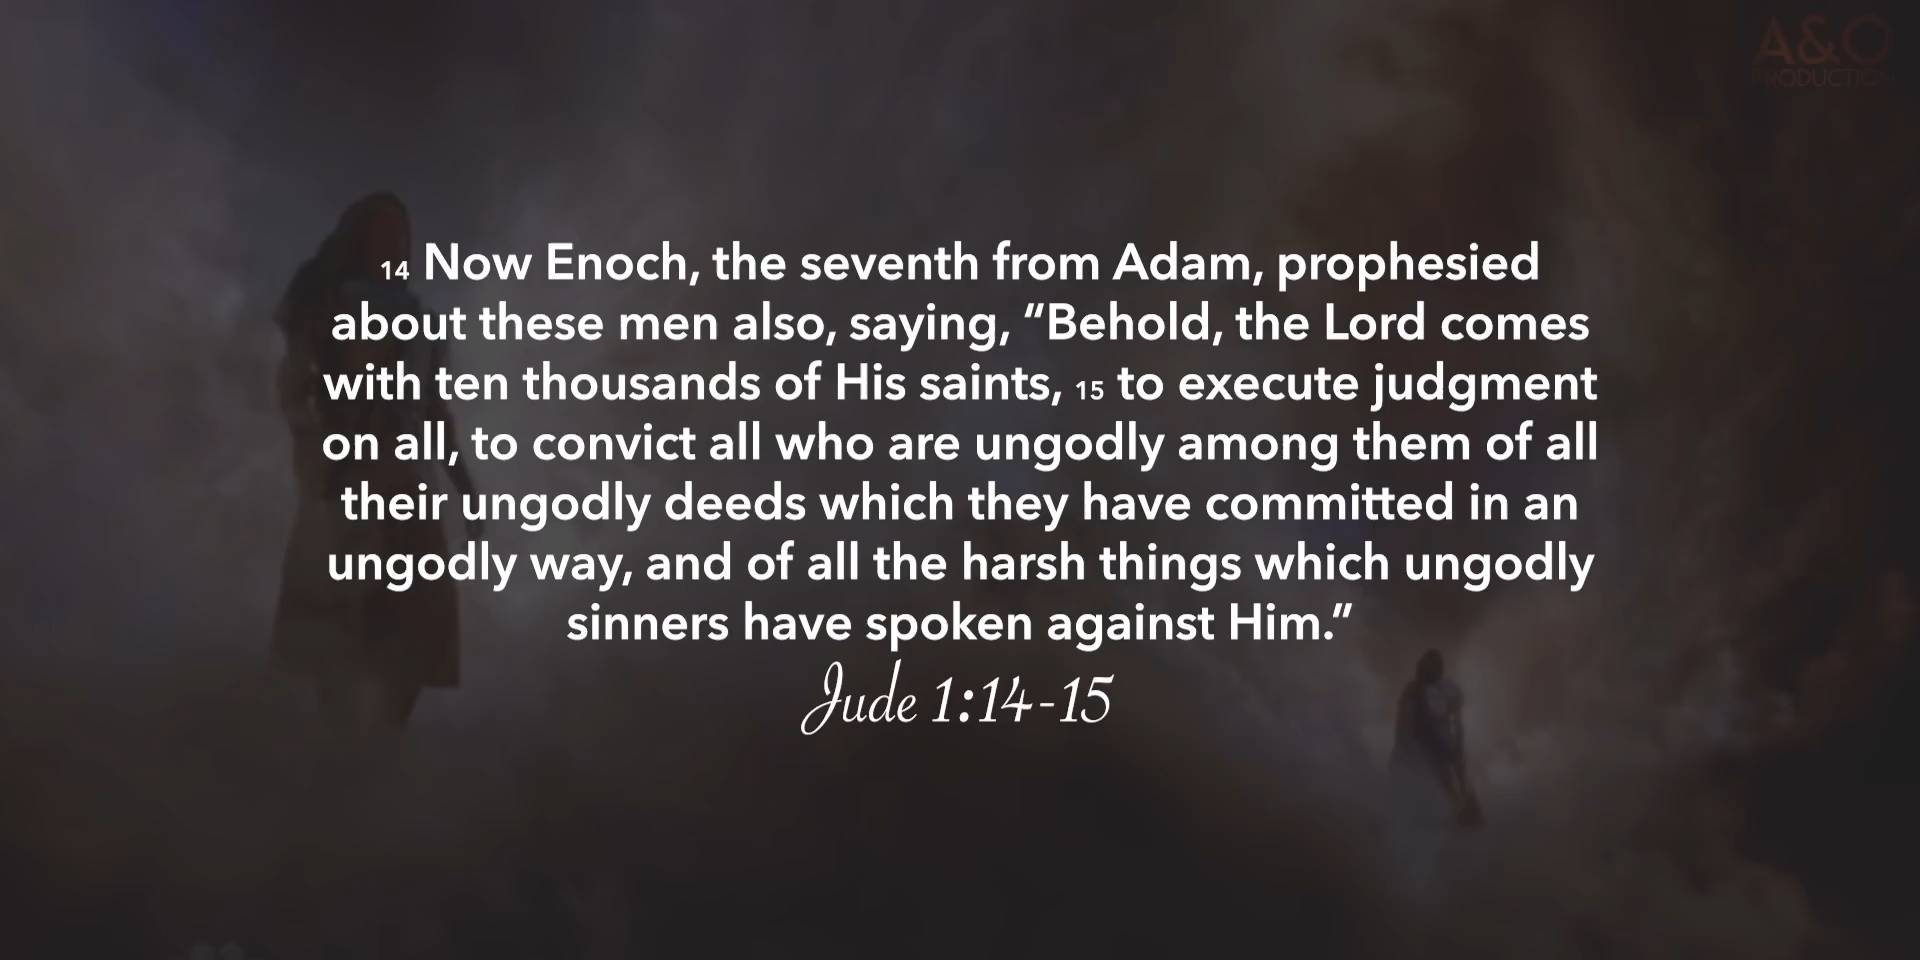 A&O
PRODUCTION
14 Now Enoch, the seventh from Adam, prophesied
about these men also, saying, “Behold, the Lord comes
with ten thousands of His saints, 15 to execute judgment
on all, to convict all who are ungodly among them of all
their ungodly deeds which they have committed in an
ungodly way, and of all the harsh things which ungodly
sinners have spoken against Him.”
Jude 1:14-15